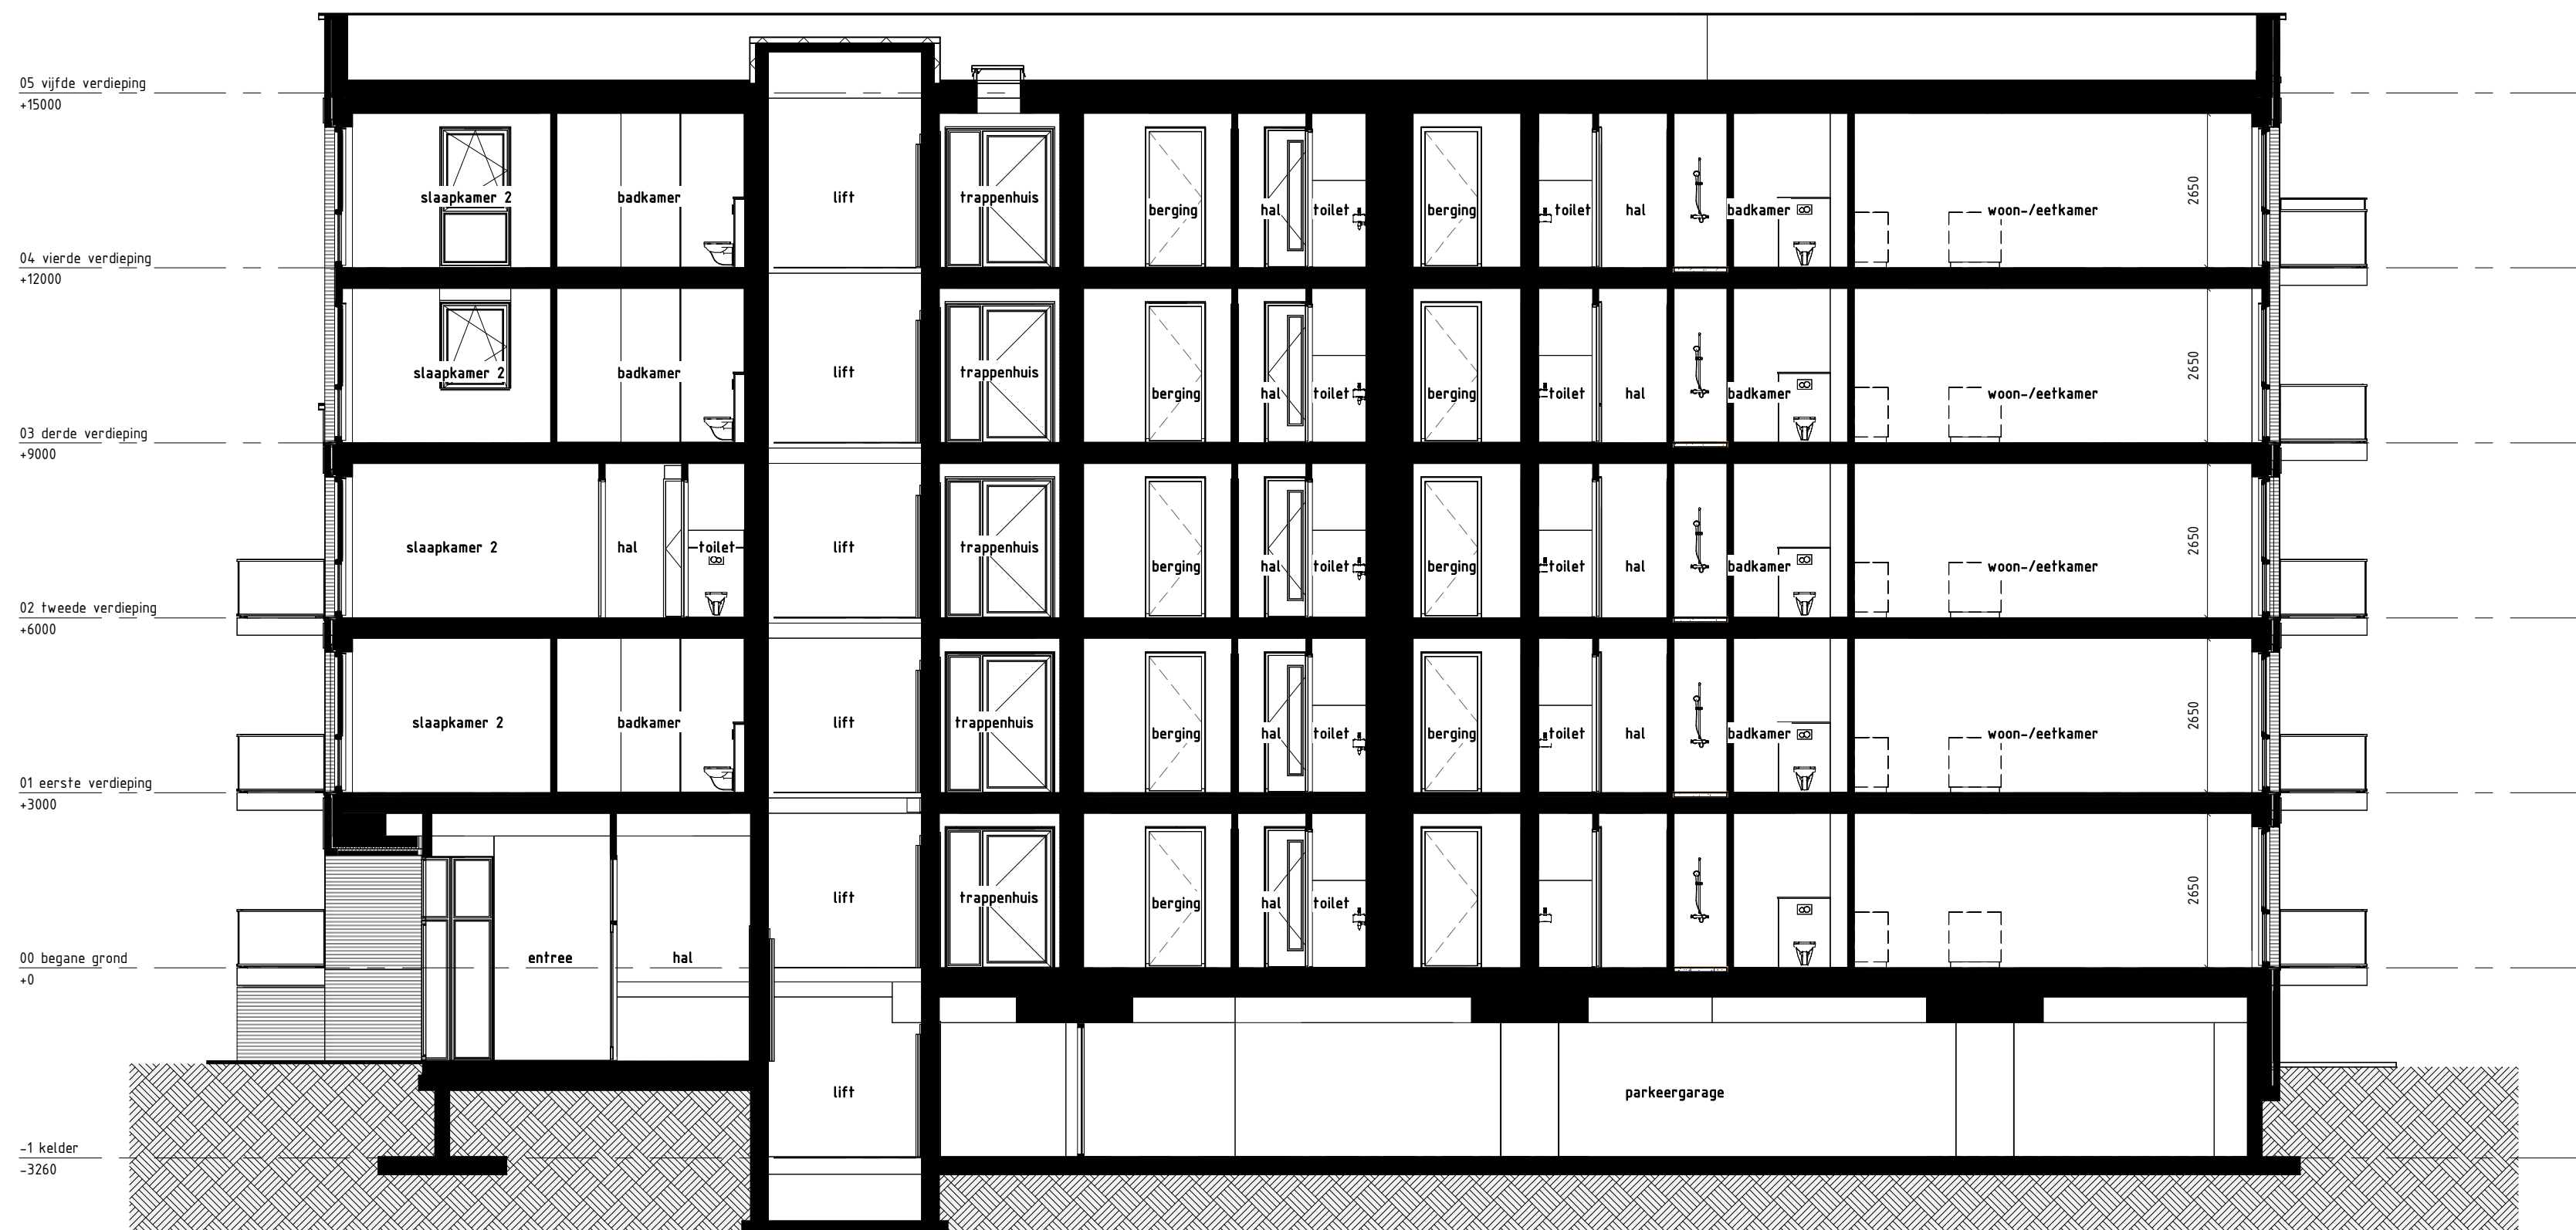 05 vijfde verdieping
+15000
slaapkamer 2
badkamer
lift
trappenhuis
berging
hal
toilet
berging
toilet
hal
badkamer
woon-/eetkamer
2650
04 vierde verdieping
+12000
slaapkamer 2
badkamer
lift
trappenhuis
berging
hal
toilet
berging
toilet
hal
badkamer
woon-/eetkamer
2650
03 derde verdieping
+9000
slaapkamer 2
hal
toilet
lift
trappenhuis
berging
hal
toilet
berging
toilet
hal
badkamer
woon-/eetkamer
2650
02 tweede verdieping
+6000
slaapkamer 2
badkamer
lift
trappenhuis
berging
hal
toilet
berging
toilet
hal
badkamer
woon-/eetkamer
2650
01 eerste verdieping
+3000
lift
trappenhuis
berging
hal
toilet
2650
00 begane grond
+0
entree
hal
lift
parkeergarage
-1 kelder
-3260